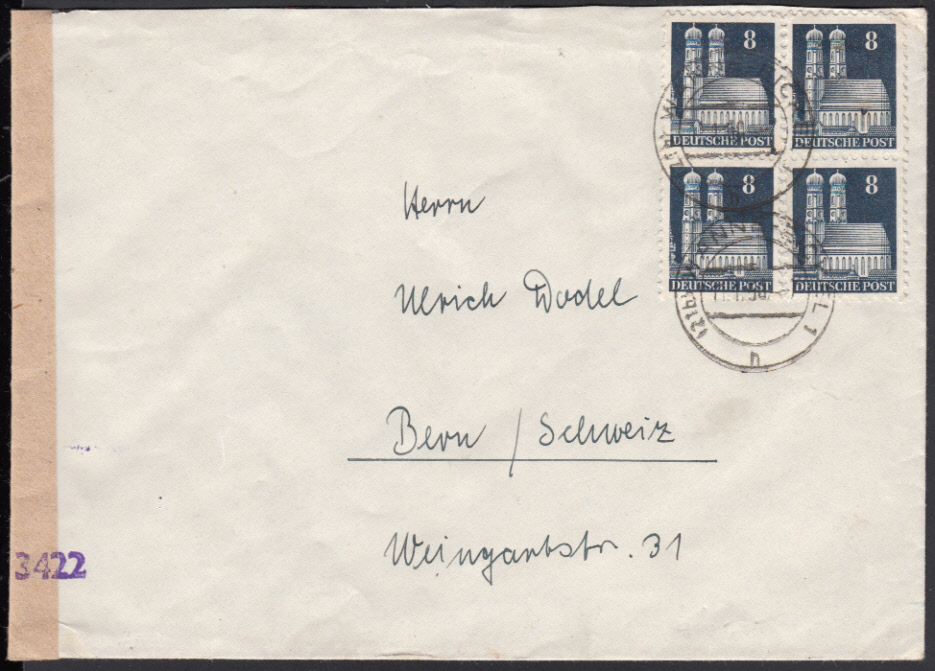 8 8
DEUTSCHE POST DEUTSCHE POST
8 8
DEUTSCHE POST DEUTSCHE POST
Herrn
Ulrich Dodel
Bern / Schweiz
Weingartstr. 31
3422